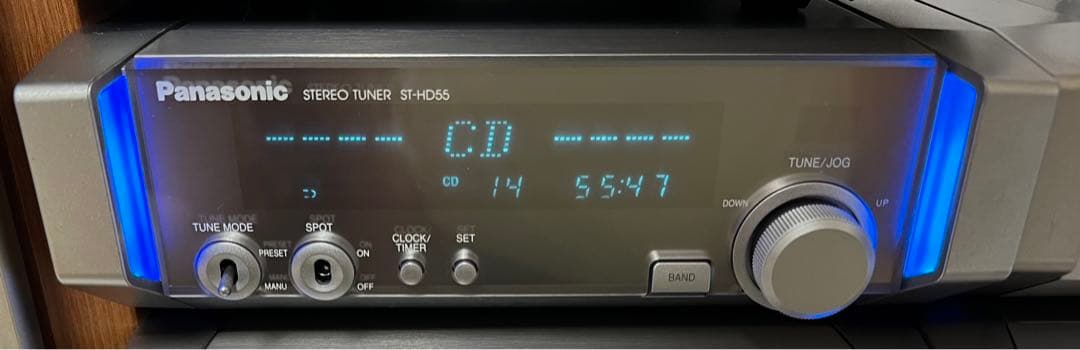 Panasonic STEREO TUNER ST-HD55
---- ---- ---- ---- CD ---- ---- ---- ----
CD 14 55:47
TUNE/JOG
DOWN UP
TUNE MODE SPOT CLOCK/TIMER SET
PRESET ON
MANU OFF
BAND